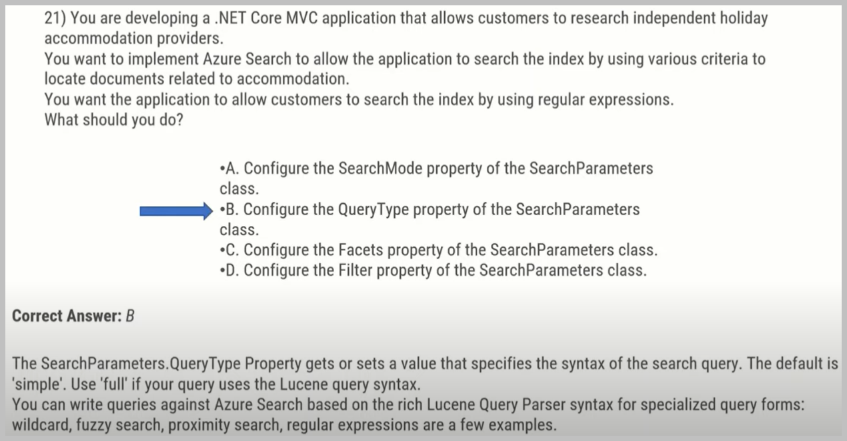 21) You are developing a .NET Core MVC application that allows customers to research independent holiday
accommodation providers.
You want to implement Azure Search to allow the application to search the index by using various criteria to
locate documents related to accommodation.
You want the application to allow customers to search the index by using regular expressions.
What should you do?
•A. Configure the SearchMode property of the SearchParameters
class.
•B. Configure the QueryType property of the SearchParameters
class.
•C. Configure the Facets property of the SearchParameters class.
•D. Configure the Filter property of the SearchParameters class.
Correct Answer: B
The SearchParameters.QueryType Property gets or sets a value that specifies the syntax of the search query. The default is
'simple'. Use 'full' if your query uses the Lucene query syntax.
You can write queries against Azure Search based on the rich Lucene Query Parser syntax for specialized query forms:
wildcard, fuzzy search, proximity search, regular expressions are a few examples.